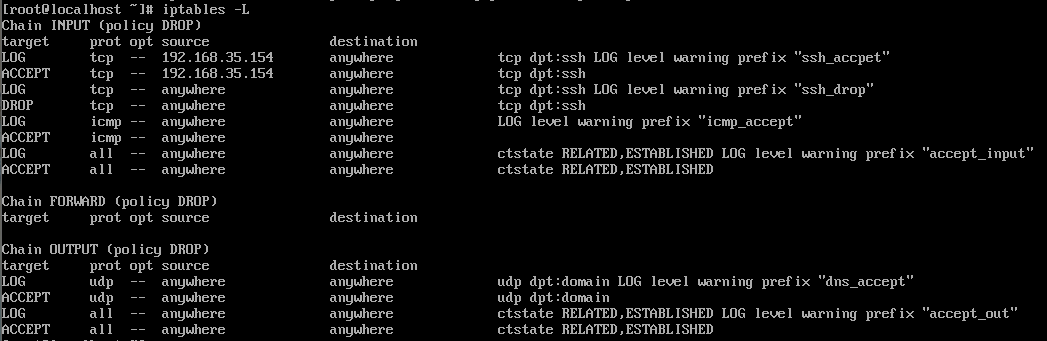 [root@localhost ~]# iptables -L
Chain INPUT (policy DROP)
target prot opt source destination
LOG tcp -- 192.168.35.154 anywhere tcp dpt:ssh LOG level warning prefix "ssh_accpet"
ACCEPT tcp -- 192.168.35.154 anywhere tcp dpt:ssh
LOG tcp -- anywhere anywhere tcp dpt:ssh LOG level warning prefix "ssh_drop"
DROP tcp -- anywhere anywhere tcp dpt:ssh
LOG icmp -- anywhere anywhere LOG level warning prefix "icmp_accept"
ACCEPT icmp -- anywhere anywhere
LOG all -- anywhere anywhere ctstate RELATED,ESTABLISHED LOG level warning prefix "accept_input"
ACCEPT all -- anywhere anywhere ctstate RELATED,ESTABLISHED
Chain FORWARD (policy DROP)
target prot opt source destination
Chain OUTPUT (policy DROP)
target prot opt source destination
LOG udp -- anywhere anywhere udp dpt:domain LOG level warning prefix "dns_accept"
ACCEPT udp -- anywhere anywhere udp dpt:domain
LOG all -- anywhere anywhere ctstate RELATED,ESTABLISHED LOG level warning prefix "accept_out"
ACCEPT all -- anywhere anywhere ctstate RELATED,ESTABLISHED